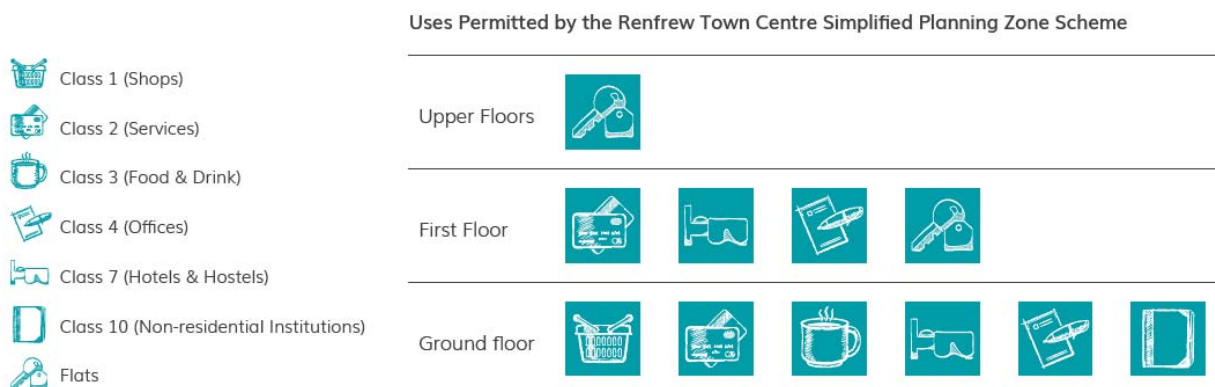 Uses Permitted by the Renfrew Town Centre Simplified Planning Zone Scheme
Class 1 (Shops)
Class 2 (Services)
Class 3 (Food & Drink)
Class 4 (Offices)
Class 7 (Hotels & Hostels)
Class 10 (Non-residential Institutions)
Flats
Upper Floors
First Floor
Ground floor